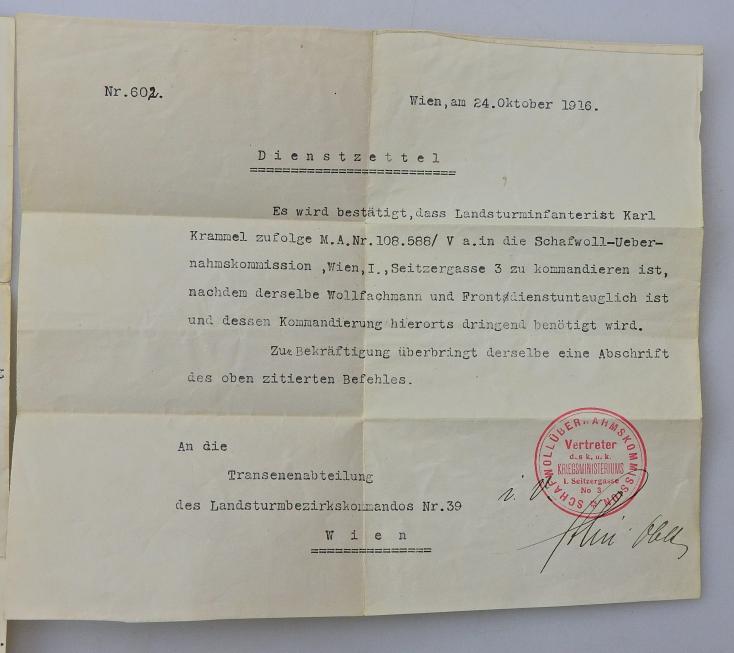 Nr.602.
Wien,am 24.Oktober 1916.
Dienstzettel
Es wird bestätigt,dass Landsturminfanterist Karl
Krammel zufolge M.A.Nr.108.588/ V a.in die Schafwoll-Ueber-
nahmskommission ,Wien,I.,Seitzergasse 3 zu kommandieren ist,
nachdem derselbe Wollfachmann und Frontdienstuntauglich ist
und dessen Kommandierung hierorts dringend benötigt wird.
Zur Bekräftigung überbringt derselbe eine Abschrift
des oben zitierten Befehles.
An die
Transenenabteilung
des Landsturmbezirkskommandos Nr.39
Wien
SCHAFWOLLÜBERNAHMSKOMMISSION
Vertreter
des k.u.k.
KRIEGSMINISTERIUMS
I. Seitzergasse
No 3
i. V.